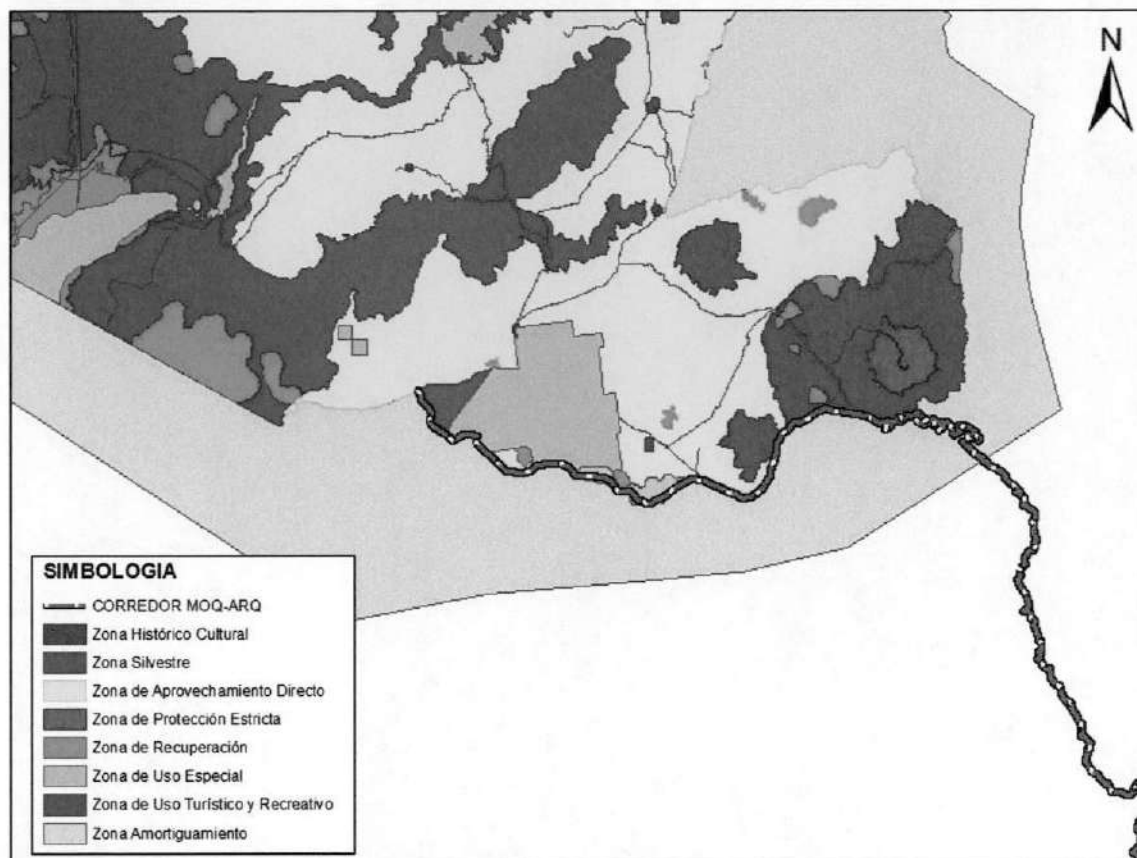 N
SIMBOLOGIA
CORREDOR MOQ-ARQ
Zona Histórico Cultural
Zona Silvestre
Zona de Aprovechamiento Directo
Zona de Protección Estricta
Zona de Recuperación
Zona de Uso Especial
Zona de Uso Turístico y Recreativo
Zona Amortiguamiento